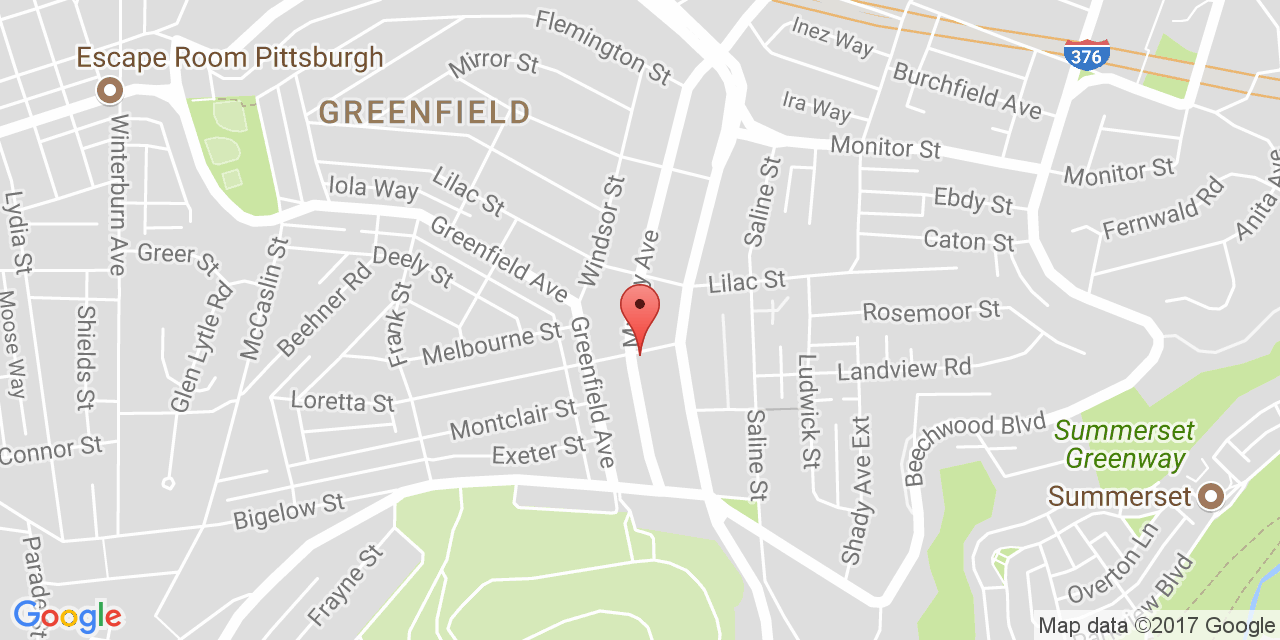 Flemington St
Inez Way
Escape Room Pittsburgh
Mirror St
376
Burchfield Ave
GREENFIELD
Ira Way
Winterburn Ave
Monitor St
Monitor St
Lydia St
Iola Way
Lilac St
Windsor St
Saline St
Ebdy St
Fernwald Rd
Anita Ave
Greer St
McCaslin St
Deely St
Greenfield Ave
Caton St
Lilac St
Moose Way
Shields St
Glen Lytle Rd
Beehner Rd
Frank St
Melbourne St
Greenfield Ave
Rosemoor St
Landview Rd
Loretta St
Montclair St
Exeter St
Ludwick St
Saline St
Shady Ave Ext
Beechwood Blvd
Summerset
Greenway
Connor St
Summerset
Bigelow St
Frayne St
Overton Ln
Google
Map data ©2017 Google